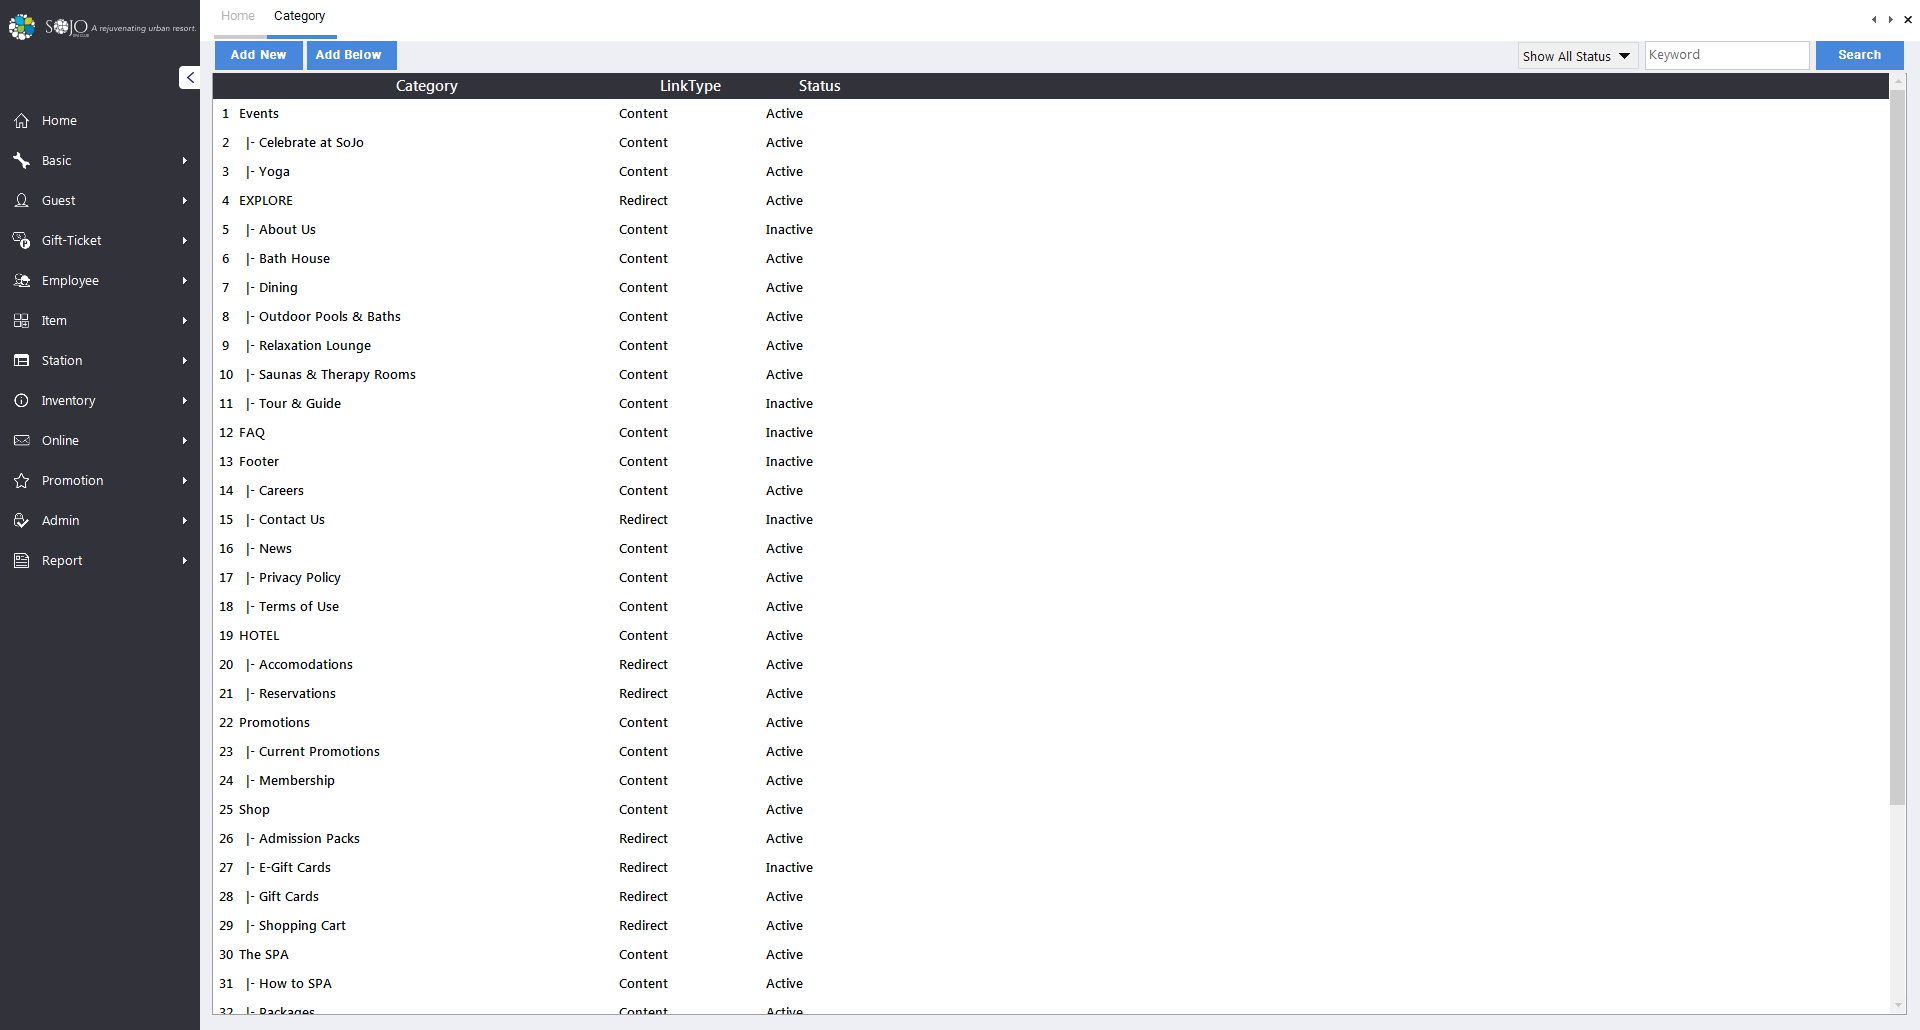 SOJO A rejuvenating urban resort.
SPA CLUB
Home Category
Add New Add Below Show All Status Keyword Search
Category LinkType Status
1 Events Content Active
2 |- Celebrate at SoJo Content Active
3 |- Yoga Content Active
4 EXPLORE Redirect Active
5 |- About Us Content Inactive
6 |- Bath House Content Active
7 |- Dining Content Active
8 |- Outdoor Pools & Baths Content Active
9 |- Relaxation Lounge Content Active
10 |- Saunas & Therapy Rooms Content Active
11 |- Tour & Guide Content Inactive
12 FAQ Content Inactive
13 Footer Content Inactive
14 |- Careers Content Active
15 |- Contact Us Redirect Inactive
16 |- News Content Active
17 |- Privacy Policy Content Active
18 |- Terms of Use Content Active
19 HOTEL Content Active
20 |- Accomodations Redirect Active
21 |- Reservations Redirect Active
22 Promotions Content Active
23 |- Current Promotions Content Active
24 |- Membership Content Active
25 Shop Content Active
26 |- Admission Packs Redirect Active
27 |- E-Gift Cards Redirect Inactive
28 |- Gift Cards Redirect Active
29 |- Shopping Cart Redirect Active
30 The SPA Content Active
31 |- How to SPA Content Active
32 |- Packages Content Active
Home
Basic
Guest
Gift-Ticket
Employee
Item
Station
Inventory
Online
Promotion
Admin
Report